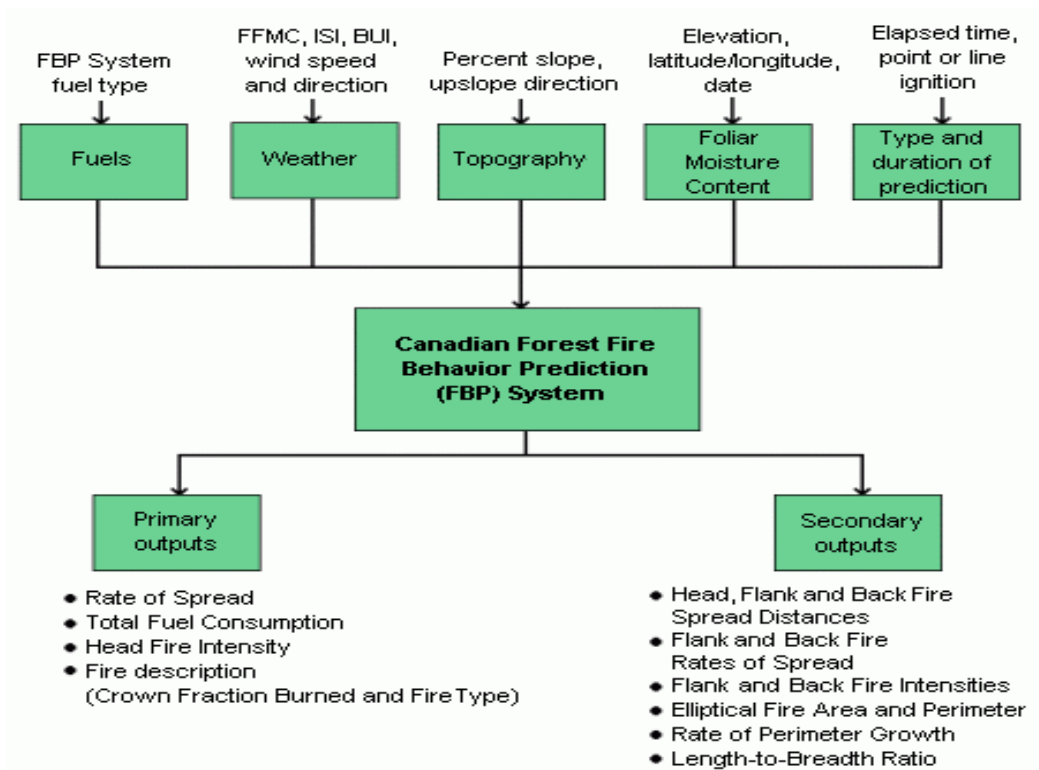 FBP System
fuel type
FFMC, ISI, BUI,
wind speed
and direction
Percent slope,
upslope direction
Elevation,
latitude/longitude,
date
Elapsed time,
point or line
ignition
Fuels
Weather
Topography
Foliar
Moisture
Content
Type and
duration of
prediction
Canadian Forest Fire
Behavior Prediction
(FBP) System
Primary
outputs
• Rate of Spread
• Total Fuel Consumption
• Head Fire Intensity
• Fire description
(Crown Fraction Burned and Fire Type)
Secondary
outputs
• Head, Flank and Back Fire
Spread Distances
• Flank and Back Fire
Rates of Spread
• Flank and Back Fire Intensities
• Elliptical Fire Area and Perimeter
• Rate of Perimeter Growth
• Length-to-Breadth Ratio